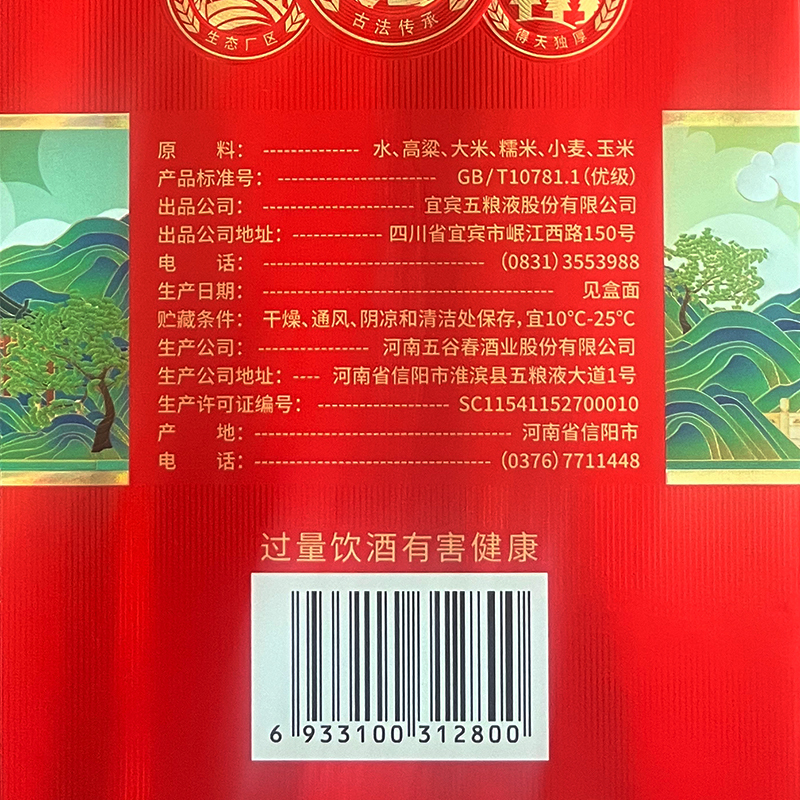 生态厂区
古法传承
得天独厚
原 料： -------------- 水、高粱、大米、糯米、小麦、玉米
产品标准号： ----------------------- GB/T10781.1(优级)
出品公司： ---------------------- 宜宾五粮液股份有限公司
出品公司地址： ------------- 四川省宜宾市岷江西路150号
电 话： -------------------------------- (0831)3553988
生产日期： ------------------------------------------ 见盒面
贮藏条件： 干燥、通风、阴凉和清洁处保存，宜10℃-25℃
生产公司： ---------------- 河南五谷春酒业股份有限公司
生产公司地址： ---- 河南省信阳市淮滨县五粮液大道1号
生产许可证编号： ------------------- SC11541152700010
产 地： ------------------------------------- 河南省信阳市
电 话： ---------------------------------- (0376)7711448
过量饮酒有害健康
6 933100 312800